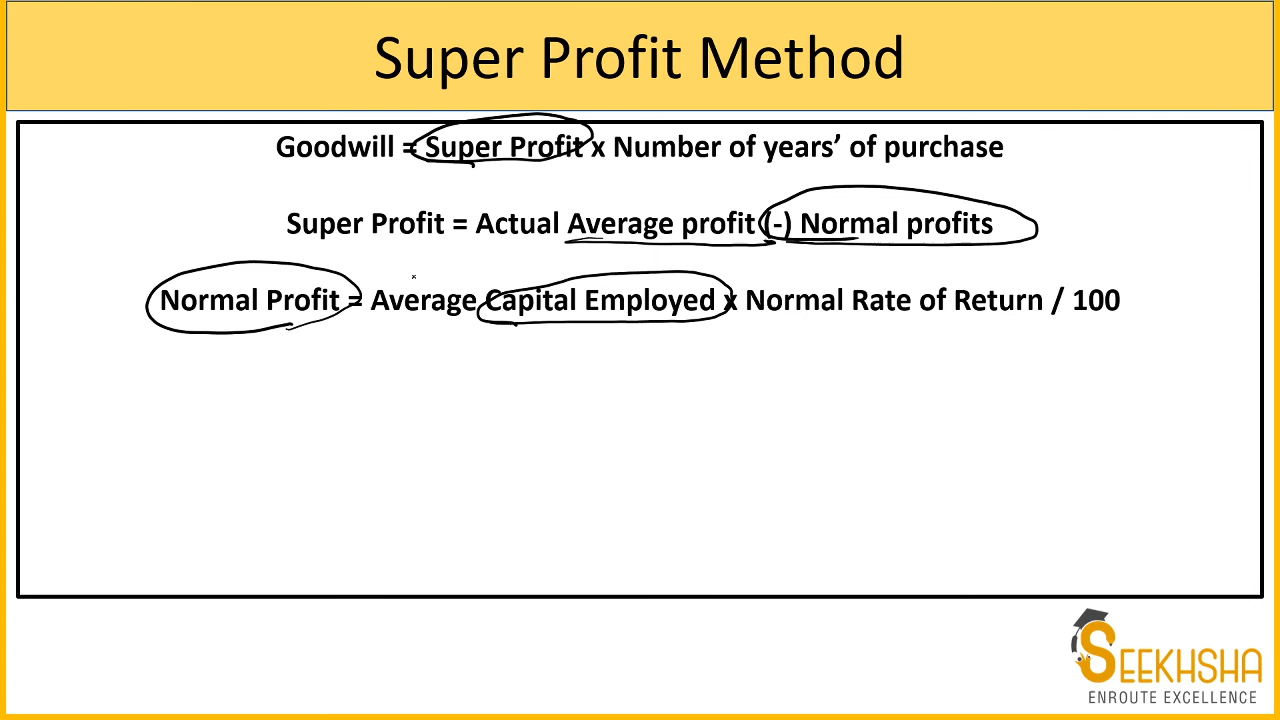 Super Profit Method
Goodwill = Super Profit x Number of years’ of purchase
Super Profit = Actual Average profit (-) Normal profits
Normal Profit = Average Capital Employed x Normal Rate of Return / 100
SEEKHSHA
ENROUTE EXCELLENCE